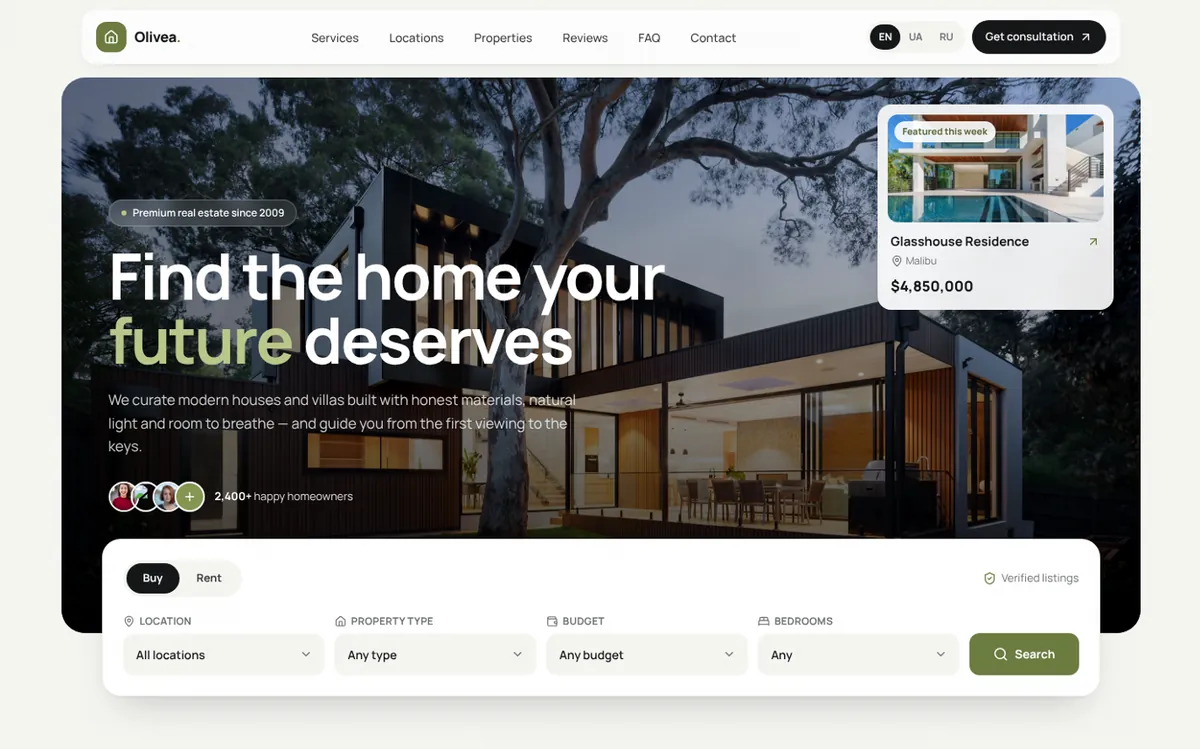 Olivea.
Services
Locations
Properties
Reviews
FAQ
Contact
EN
UA
RU
Get consultation
Featured this week
Glasshouse Residence
Malibu
$4,850,000
Premium real estate since 2009
Find the home your
future deserves
We curate modern houses and villas built with honest materials, natural
light and room to breathe — and guide you from the first viewing to the
keys.
2,400+ happy homeowners
Buy
Rent
Verified listings
LOCATION
PROPERTY TYPE
BUDGET
BEDROOMS
All locations
Any type
Any budget
Any
Search